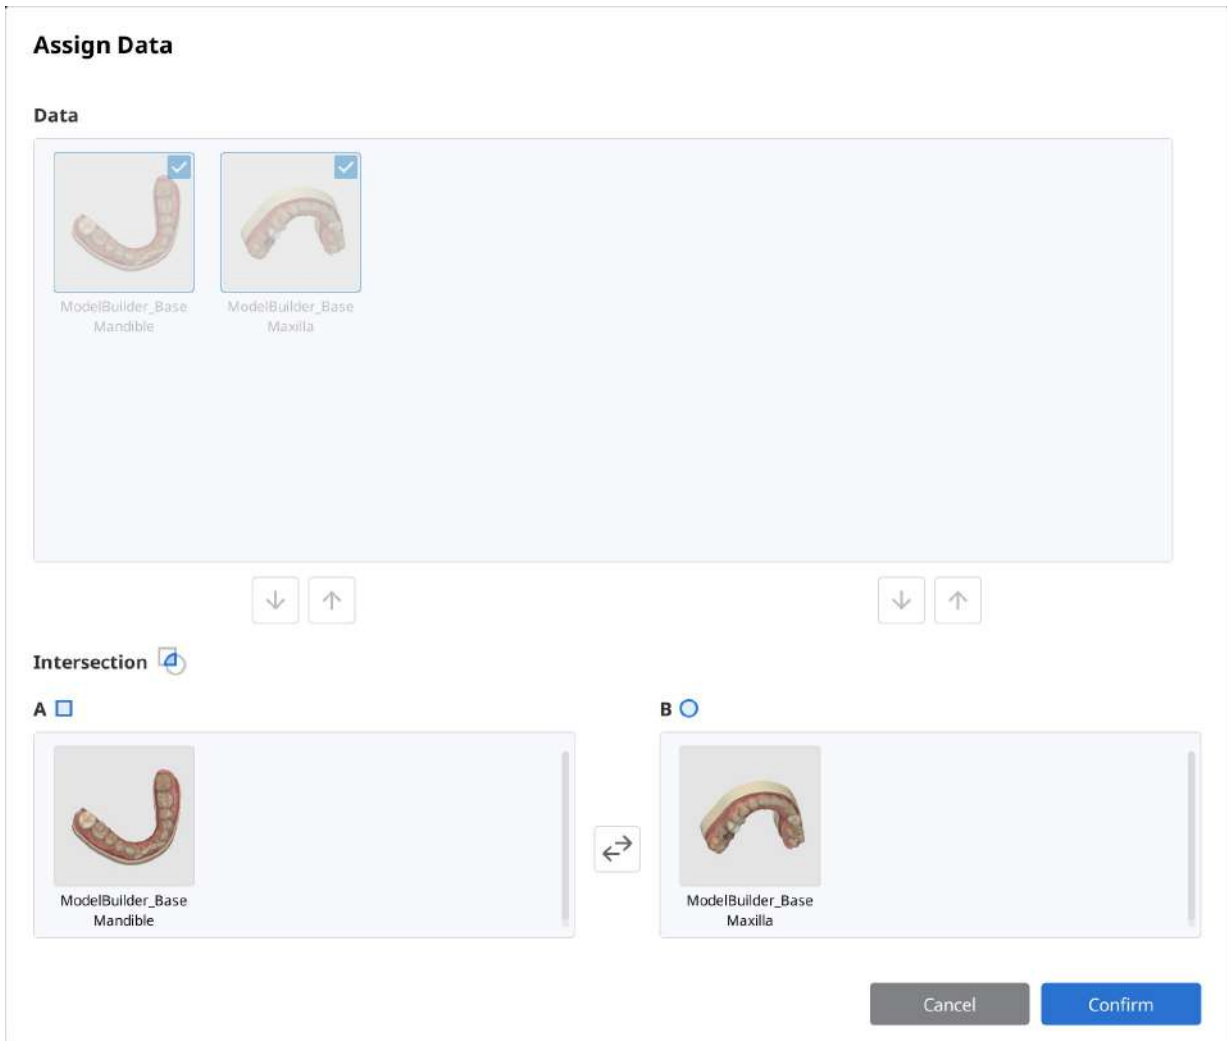 Assign Data
Data
ModelBuilder_Base
Mandible
ModelBuilder_Base
Maxilla
Intersection
A
B
ModelBuilder_Base
Mandible
ModelBuilder_Base
Maxilla
Cancel
Confirm